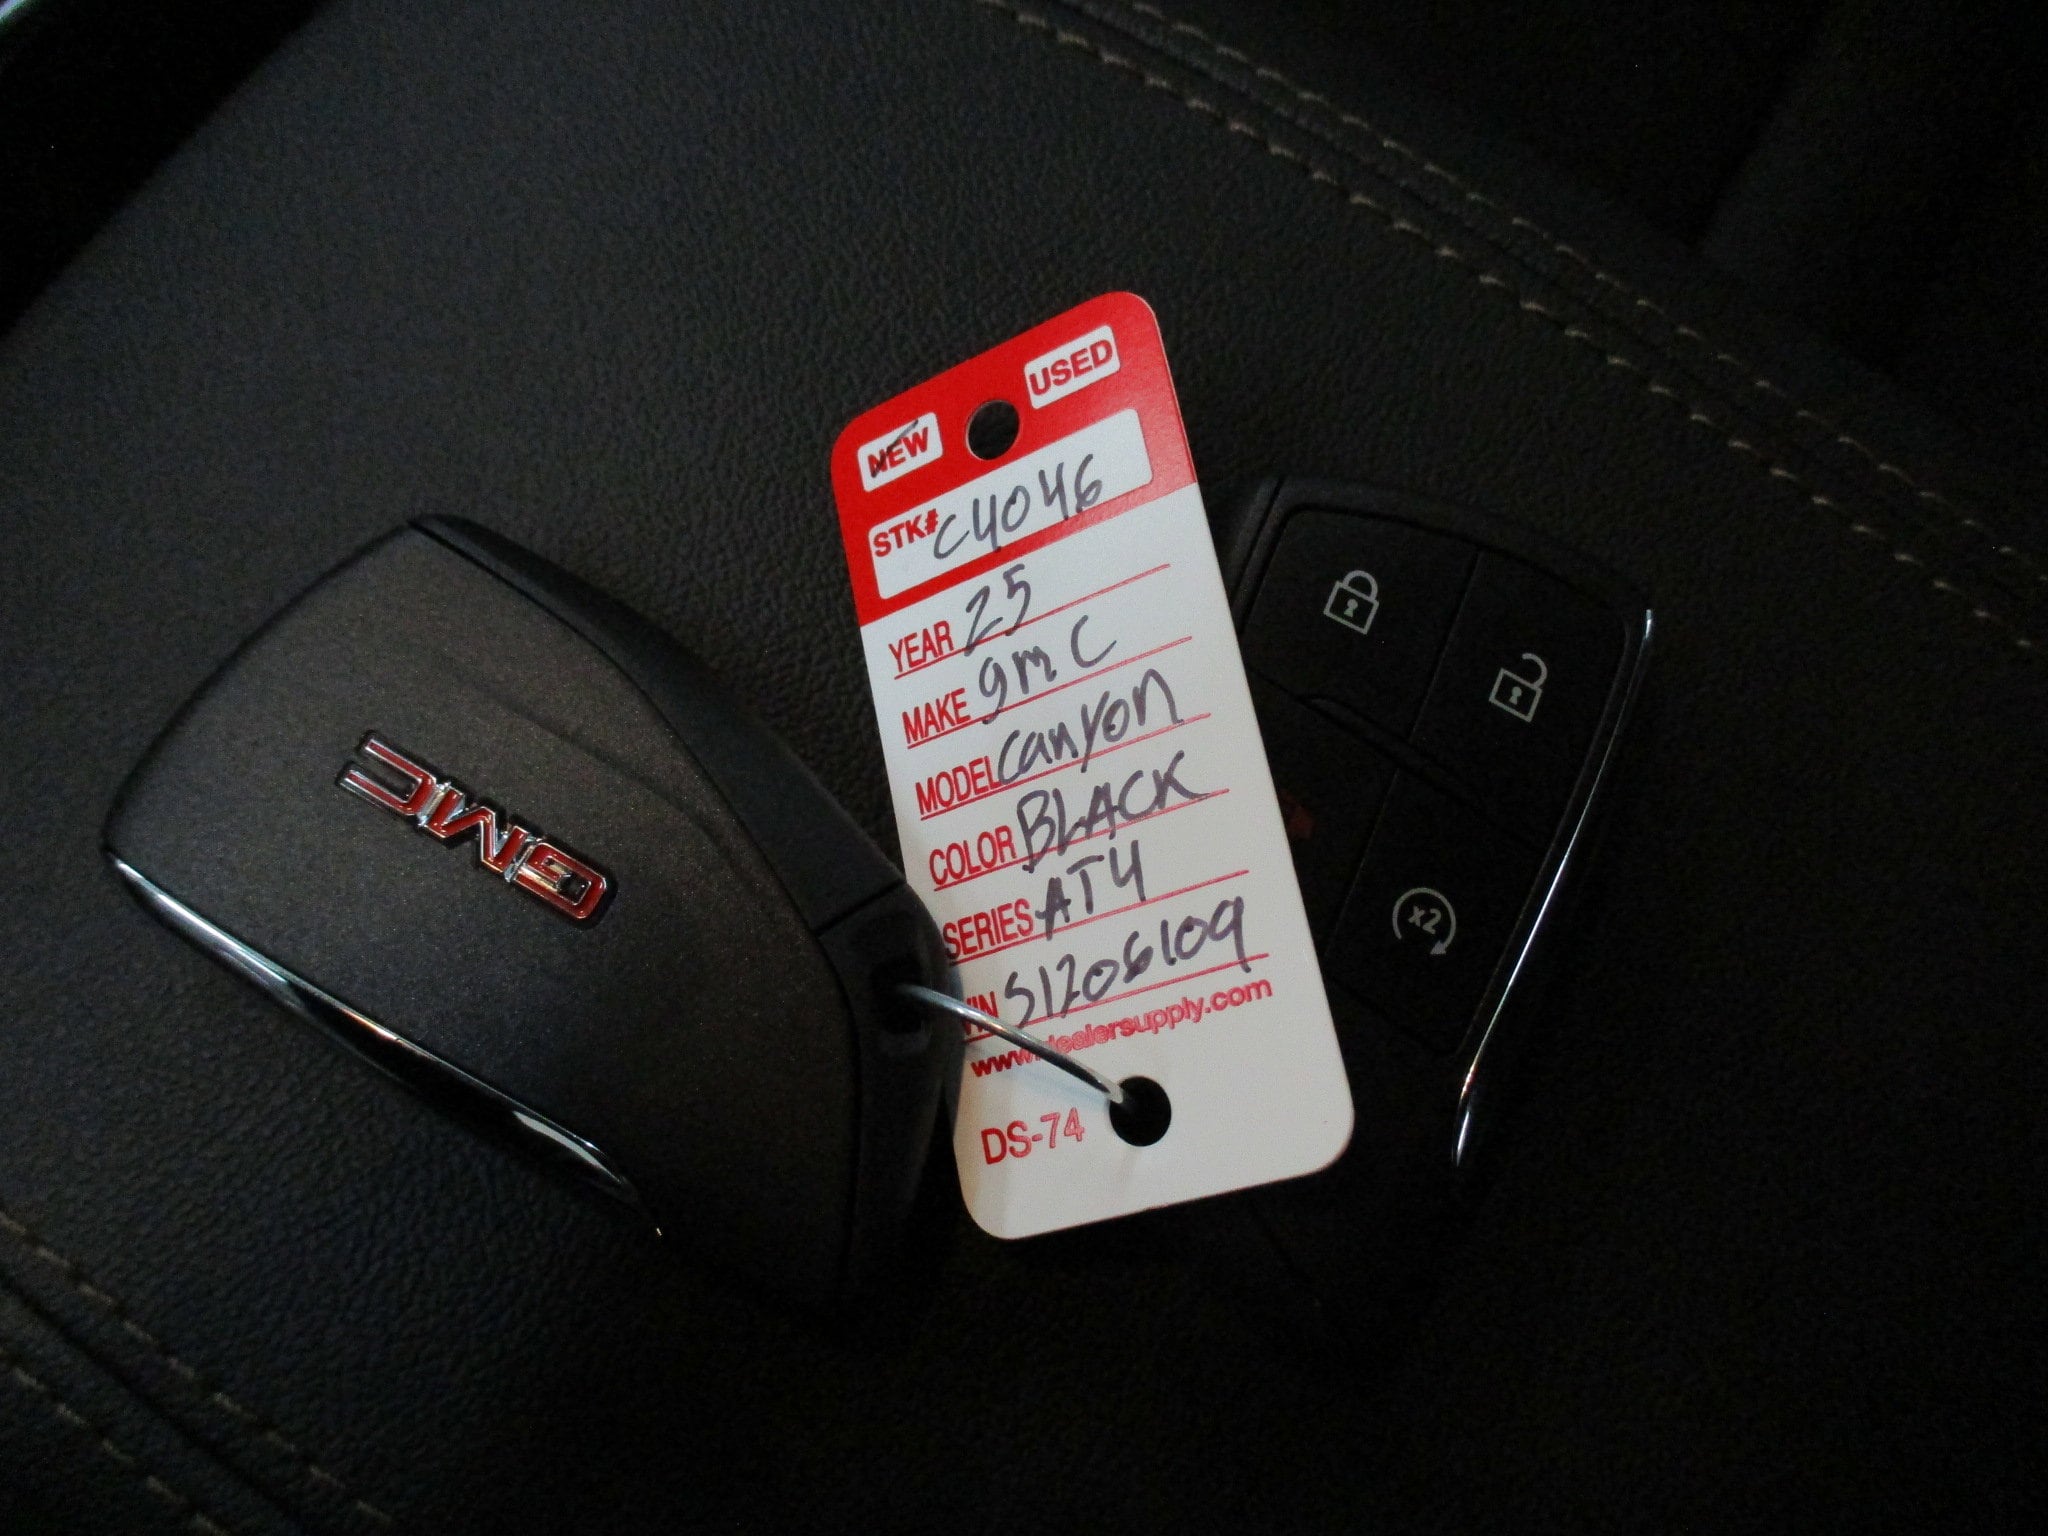 NEW USED
STK# C4046
YEAR 25
MAKE gmC
MODEL canyon
COLOR BLACK
SERIES AT4
VIN S1206109
www.dealersupply.com
DS-74
GMC
x2